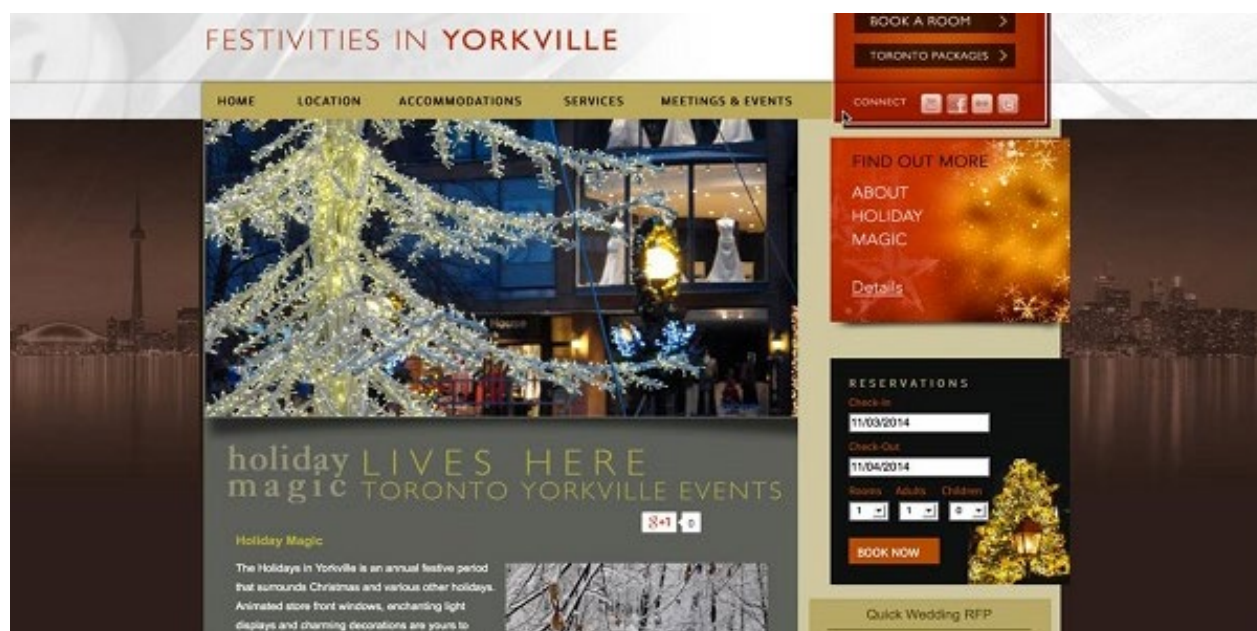 FESTIVITIES IN YORKVILLE
BOOK A ROOM
TORONTO PACKAGES
CONNECT
HOME LOCATION ACCOMMODATIONS SERVICES MEETINGS & EVENTS
FIND OUT MORE
ABOUT
HOLIDAY
MAGIC
Details
RESERVATIONS
Check-In
11/03/2014
Check-Out
11/04/2014
Rooms Adults Children
1 1 0
BOOK NOW
Quick Wedding RFP
holiday magic LIVES HERE
TORONTO YORKVILLE EVENTS
g+1 0
Holiday Magic
The Holidays in Yorkville is an annual festive period
that surrounds Christmas and various other holidays.
Animated store front windows, enchanting light
displays and charming decorations are yours to